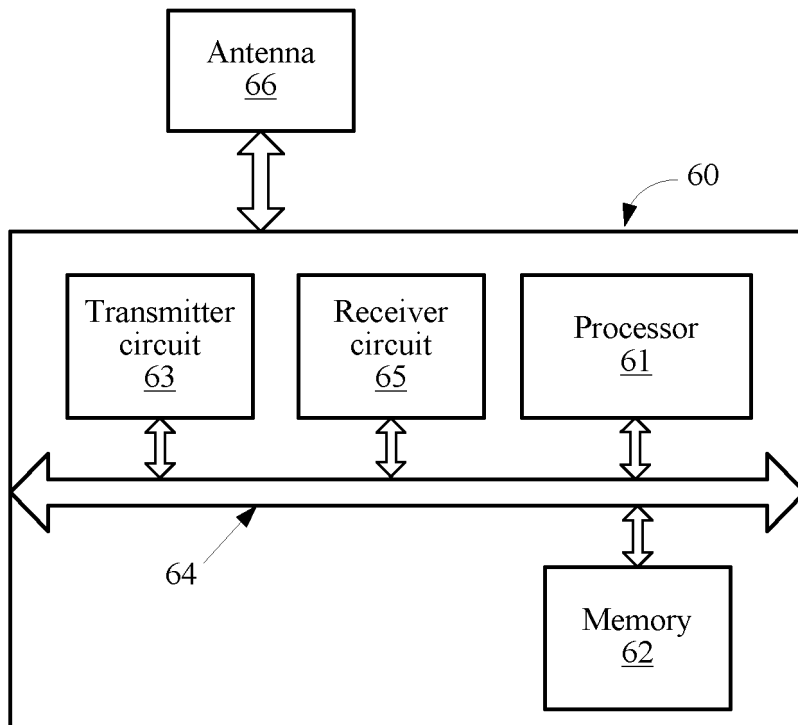 Antenna
66
60
Transmitter
circuit
63
Receiver
circuit
65
Processor
61
64
Memory
62